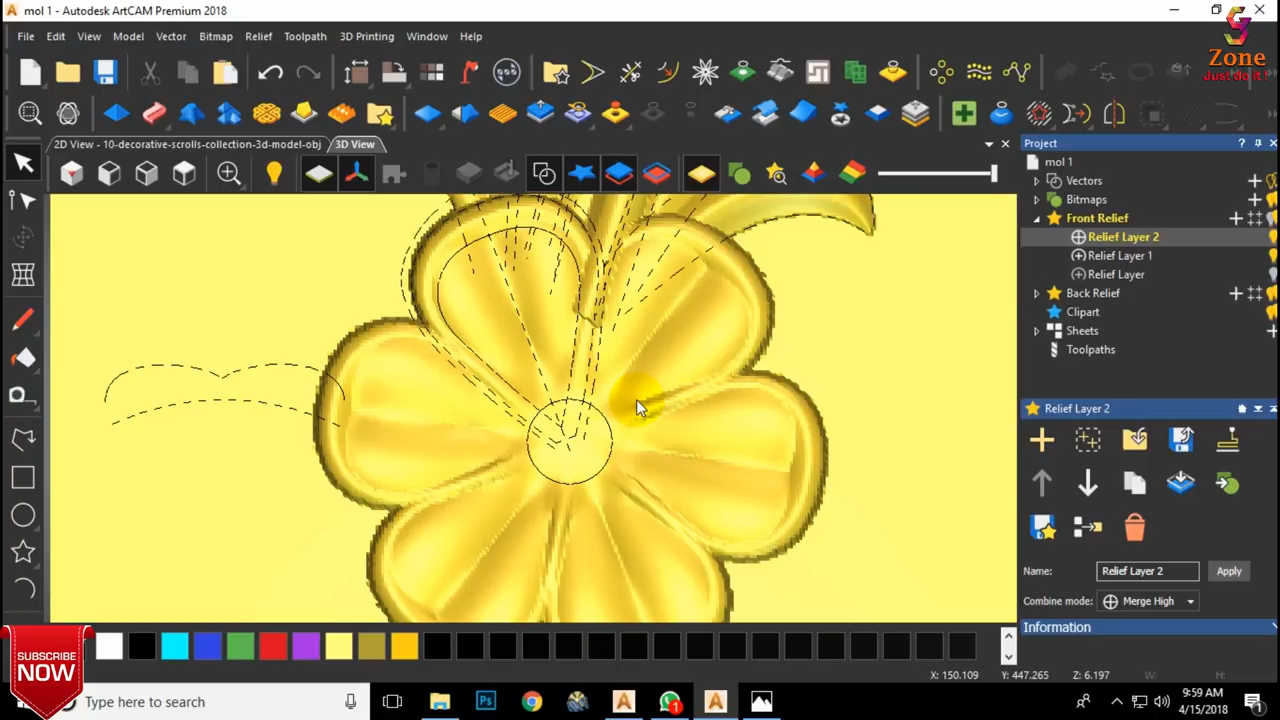 mol 1 - Autodesk ArtCAM Premium 2018
File Edit View Model Vector Bitmap Relief Toolpath 3D Printing Window Help
Zone
Just do it !
2D View - 10-decorative-scrolls-collection-3d-model-obj 3D View
Project
mol 1
Vectors
Bitmaps
Front Relief
Relief Layer 2
Relief Layer 1
Relief Layer
Back Relief
Clipart
Sheets
Toolpaths
Relief Layer 2
Name: Relief Layer 2 Apply
Combine mode: Merge High
Information
SUBSCRIBE
NOW
X: 150.109 Y: 447.265 Z: 6.197 W: H:
Type here to search
9:59 AM
4/15/2018